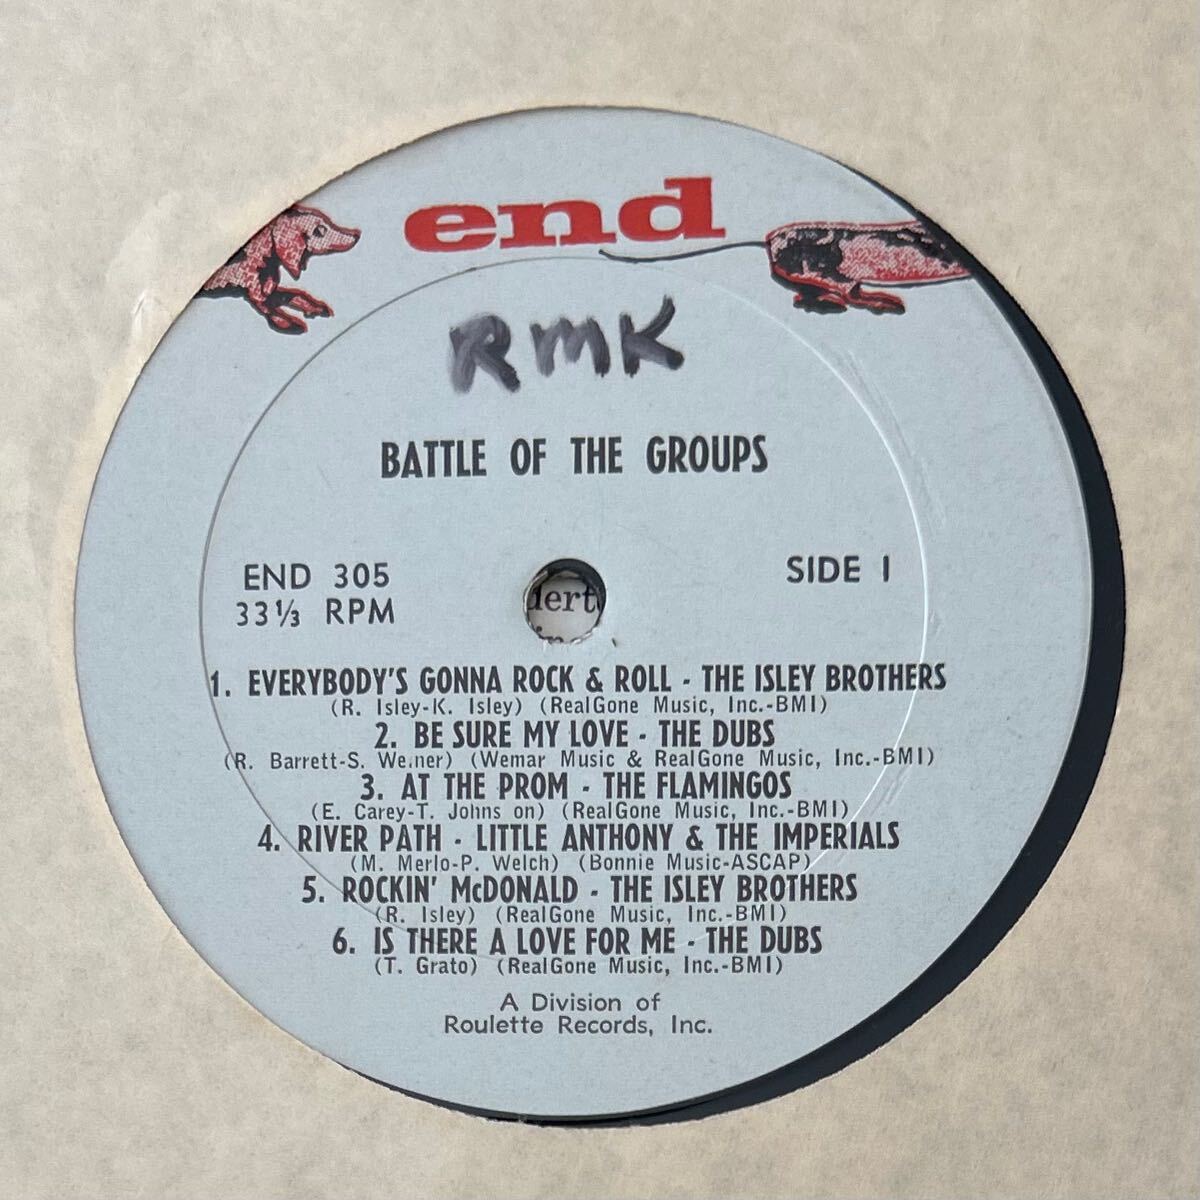 end
RMK
BATTLE OF THE GROUPS
END 305
33⅓ RPM
SIDE 1
1. EVERYBODY'S GONNA ROCK & ROLL - THE ISLEY BROTHERS
(R. Isley-K. Isley) (RealGone Music, Inc.-BMI)
2. BE SURE MY LOVE - THE DUBS
(R. Barrett-S. We.ner) (Wemar Music & RealGone Music, Inc.-BMI)
3. AT THE PROM - THE FLAMINGOS
(E. Carey-T. Johns on) (RealGone Music, Inc.-BMI)
4. RIVER PATH - LITTLE ANTHONY & THE IMPERIALS
(M. Merlo-P. Welch) (Bonnie Music-ASCAP)
5. ROCKIN' McDONALD - THE ISLEY BROTHERS
(R. Isley) (RealGone Music, Inc.-BMI)
6. IS THERE A LOVE FOR ME - THE DUBS
(T. Grato) (RealGone Music, Inc.-BMI)
A Division of
Roulette Records, Inc.